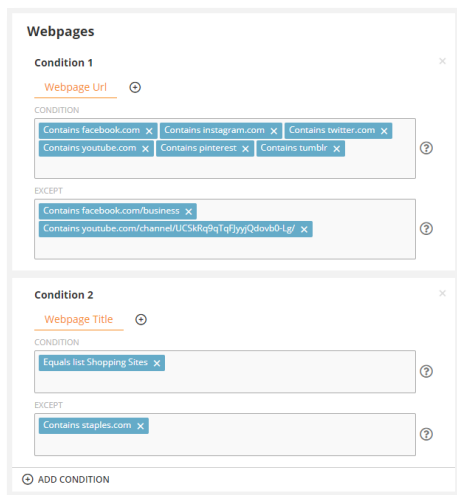 Webpages
Condition 1
Webpage Url
CONDITION
Contains facebook.com × Contains instagram.com × Contains twitter.com ×
Contains youtube.com × Contains pinterest × Contains tumblr ×
EXCEPT
Contains facebook.com/business ×
Contains youtube.com/channel/UC5kRq9qTqFJyyjQdovb0-Lg/ ×
Condition 2
Webpage Title
CONDITION
Equals list Shopping Sites ×
EXCEPT
Contains staples.com ×
ADD CONDITION